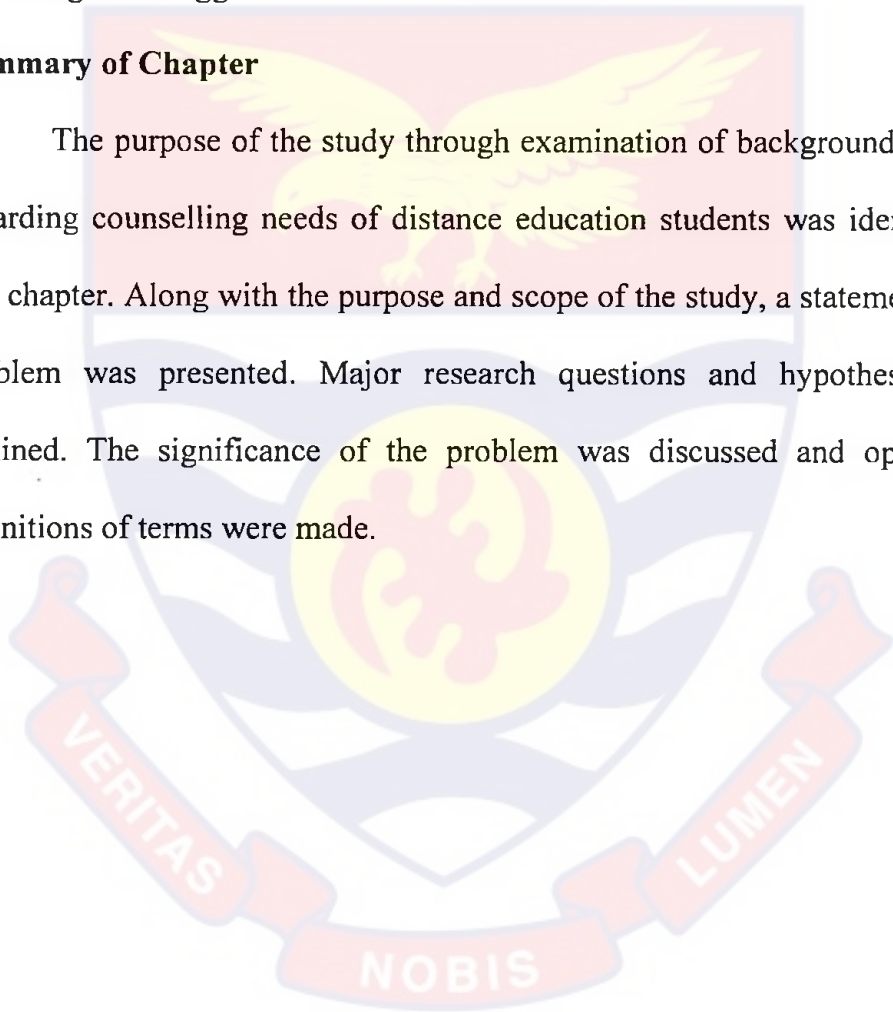 mmary of Chapter
The purpose of the study through examination of background
arding counselling needs of distance education students was ide
chapter. Along with the purpose and scope of the study, a stateme
blem was presented. Major research questions and hypothes
ined. The significance of the problem was discussed and op
nitions of terms were made.
VERITAS
NOBIS
LUMEN